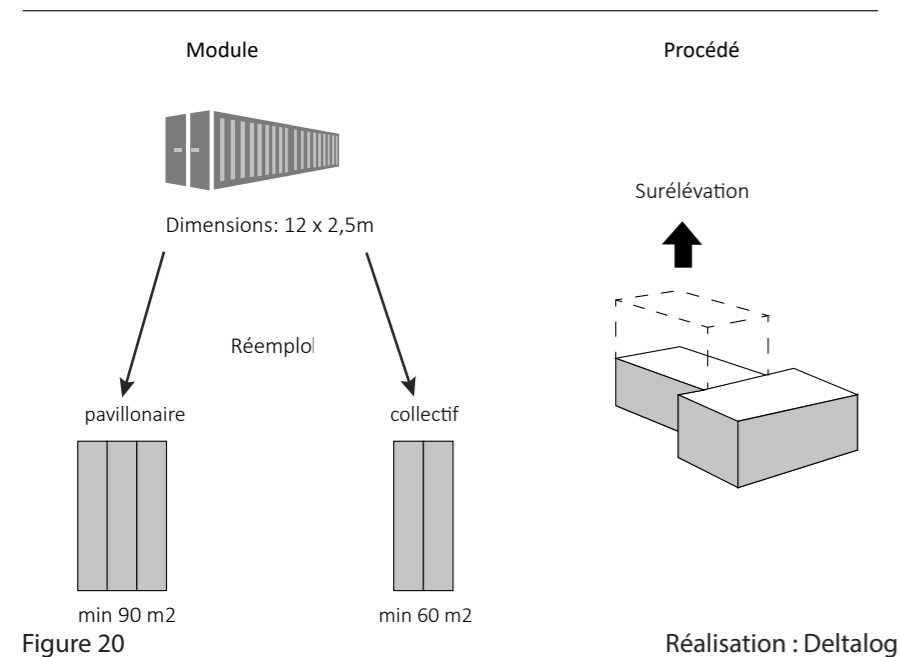 Module
Procédé
Dimensions: 12 x 2,5m
Surélévation
Réemploi
pavillonaire
collectif
min 90 m2
min 60 m2
Figure 20
Réalisation : Deltalog